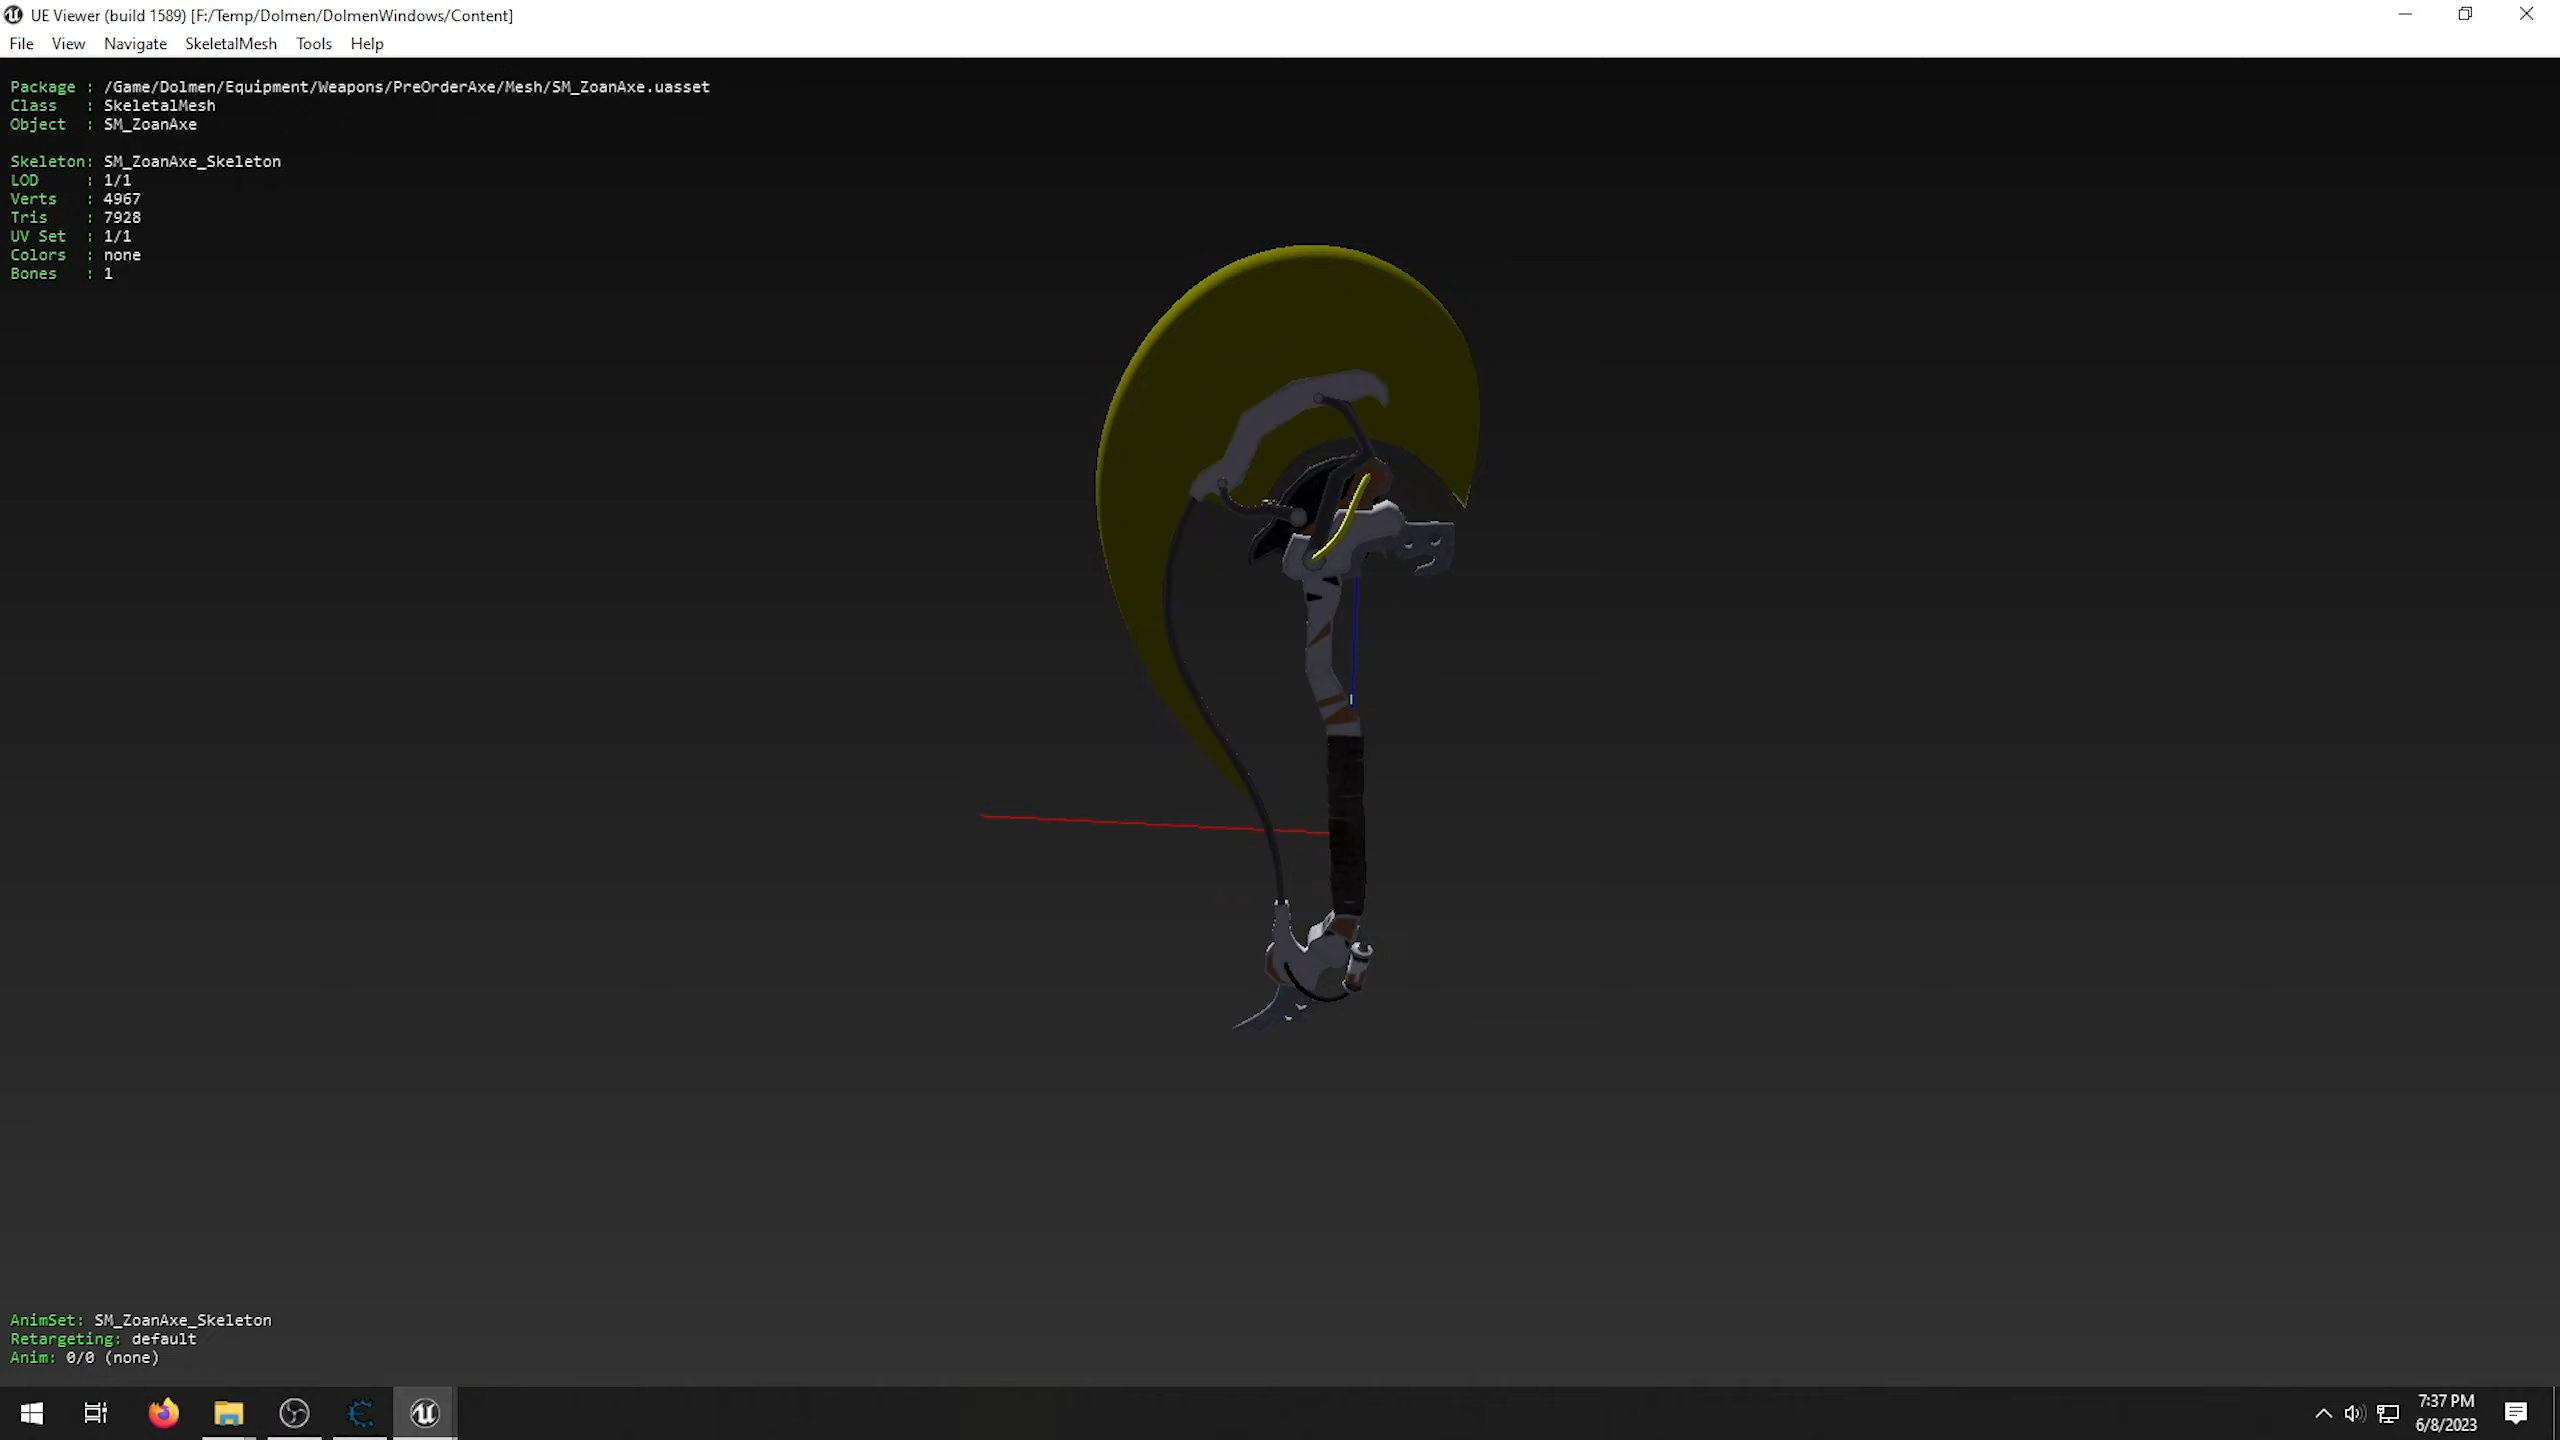 UE Viewer (build 1589) [F:/Temp/Dolmen/DolmenWindows/Content]
File View Navigate SkeletalMesh Tools Help
Package : /Game/Dolmen/Equipment/Weapons/PreOrderAxe/Mesh/SM_ZoanAxe.uasset
Class : SkeletalMesh
Object : SM_ZoanAxe
Skeleton: SM_ZoanAxe_Skeleton
LOD : 1/1
Verts : 4967
Tris : 7928
UV Set : 1/1
Colors : none
Bones : 1
AnimSet: SM_ZoanAxe_Skeleton
Retargeting: default
Anim: 0/0 (none)
7:37 PM
6/8/2023